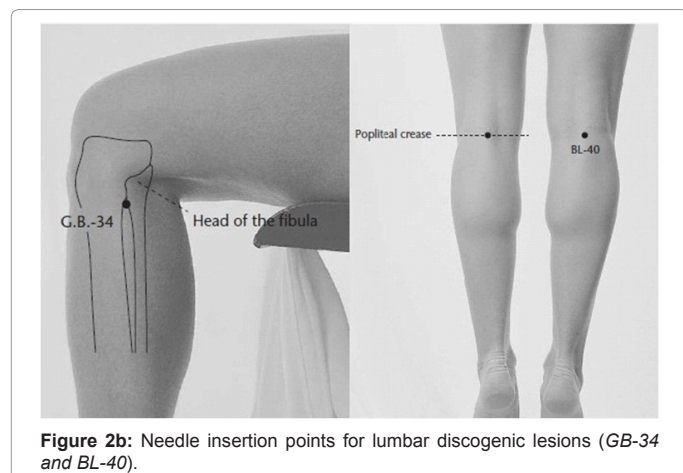 G.B.-34
Head of the fibula
Popliteal crease
BL-40
Figure 2b: Needle insertion points for lumbar discogenic lesions (GB-34
and BL-40).